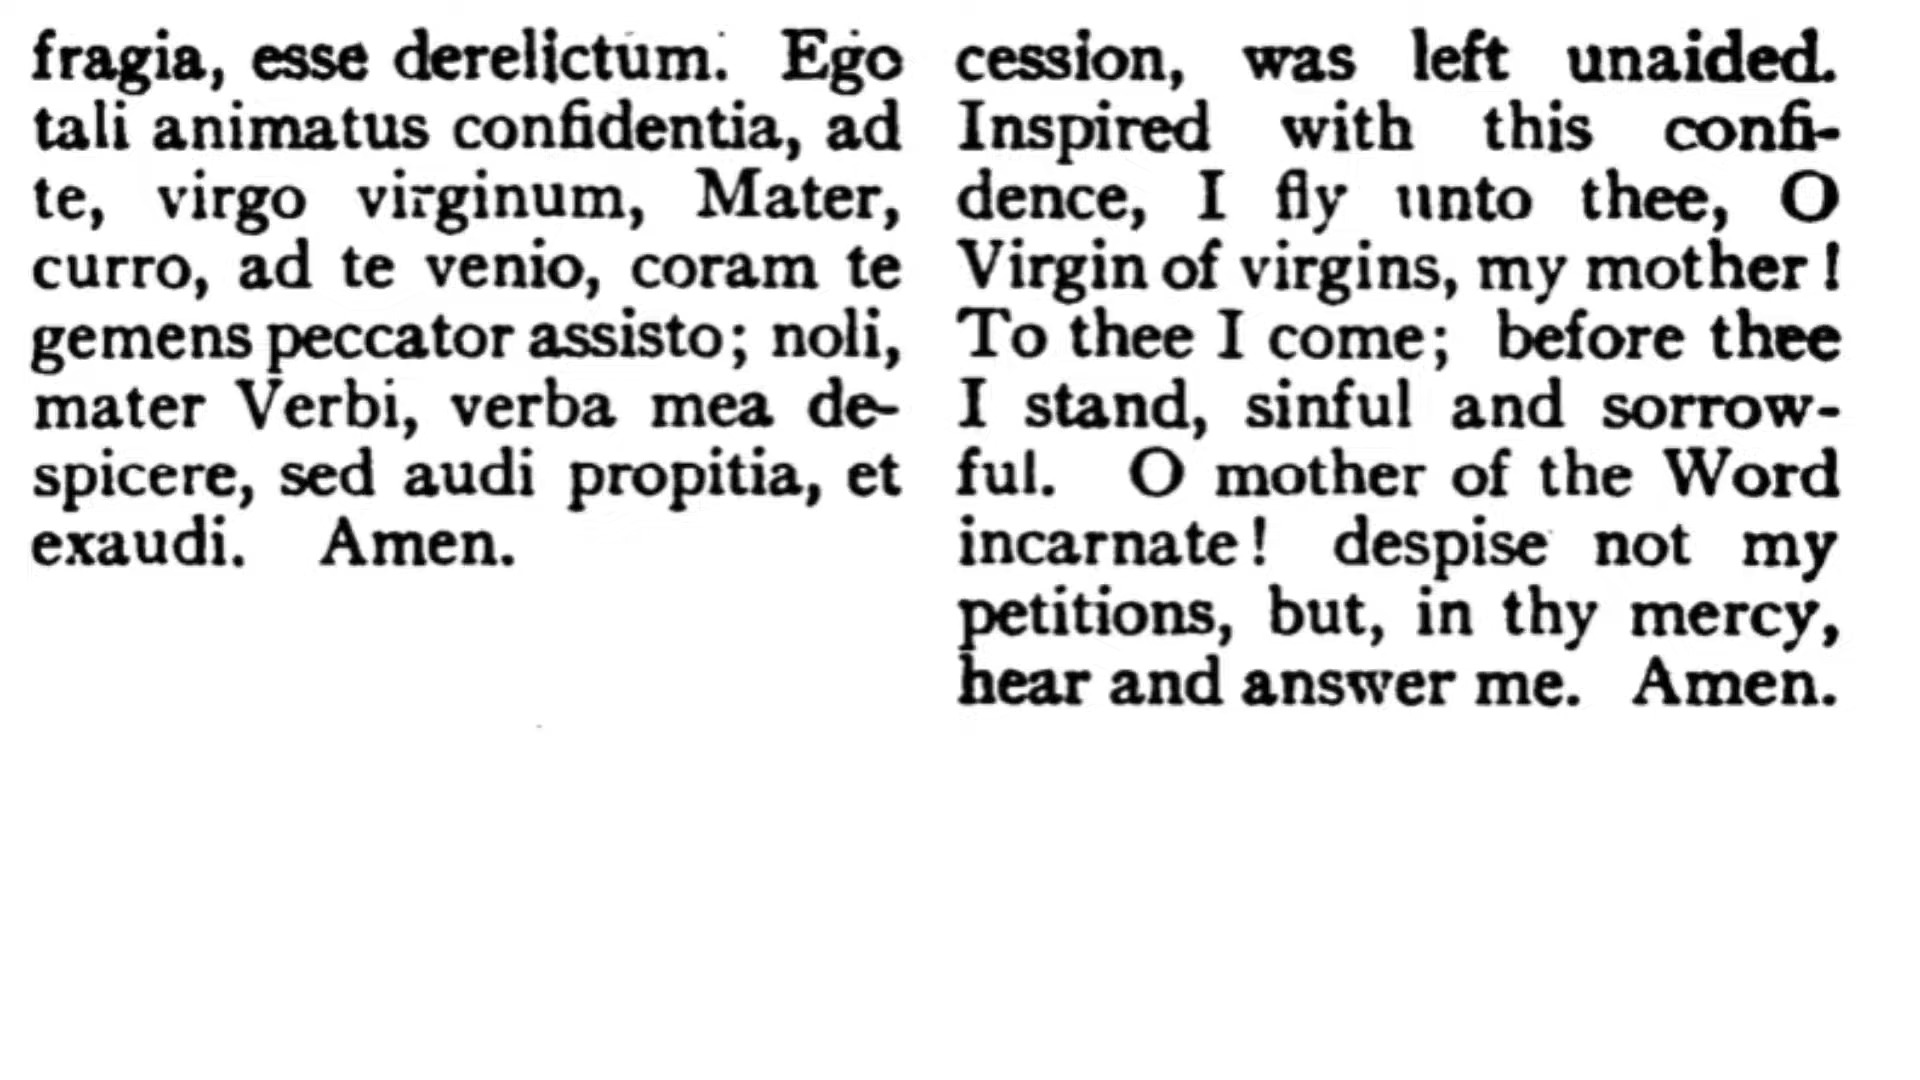 fragia, esse derelictum. Ego
tali animatus confidentia, ad
te, virgo virginum, Mater,
curro, ad te venio, coram te
gemens peccator assisto; noli,
mater Verbi, verba mea de-
spicere, sed audi propitia, et
exaudi. Amen.
cession, was left unaided.
Inspired with this confi-
dence, I fly unto thee, O
Virgin of virgins, my mother!
To thee I come; before thee
I stand, sinful and sorrow-
ful. O mother of the Word
incarnate! despise not my
petitions, but, in thy mercy,
hear and answer me. Amen.